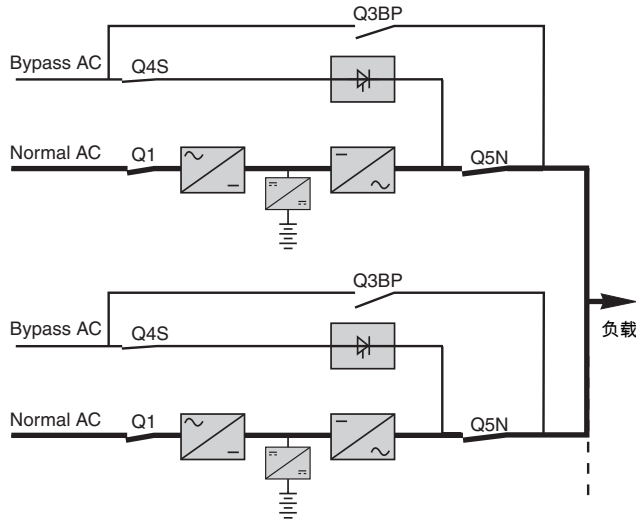 Q3BP
Bypass AC
Q4S
Normal AC
Q1
Q5N
Q3BP
负载
Bypass AC
Q4S
Normal AC
Q1
Q5N